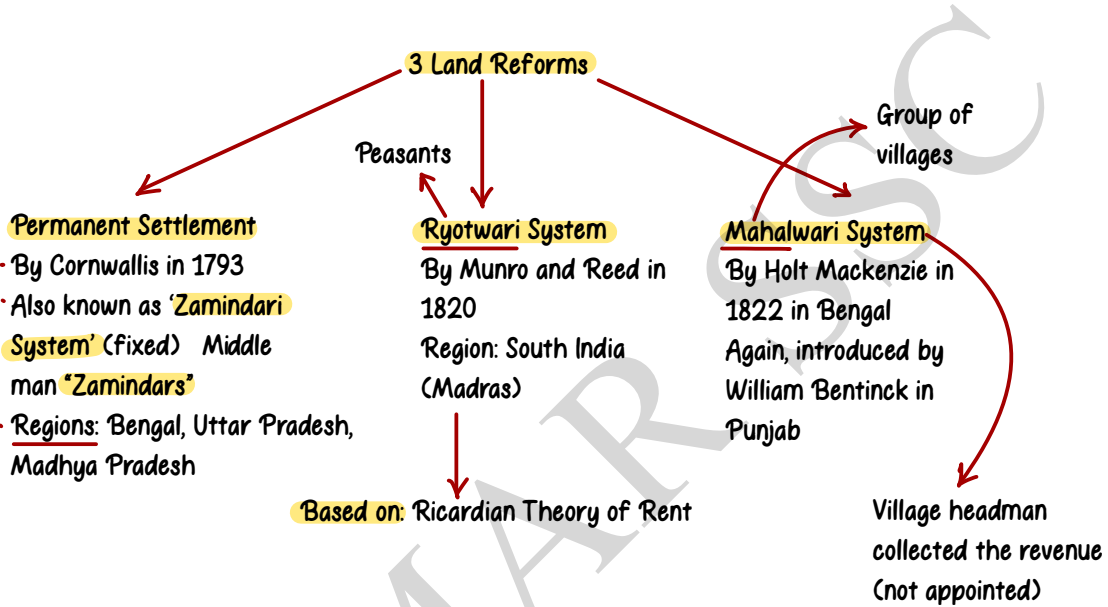 3 Land Reforms
Group of
villages
Peasants
Permanent Settlement
By Cornwallis in 1793
Also known as ‘Zamindari
System’ (fixed) Middle
man “Zamindars”
Regions: Bengal, Uttar Pradesh,
Madhya Pradesh
Ryotwari System
By Munro and Reed in
1820
Region: South India
(Madras)
Based on: Ricardian Theory of Rent
Mahalwari System
By Holt Mackenzie in
1822 in Bengal
Again, introduced by
William Bentinck in
Punjab
Village headman
collected the revenue
(not appointed)
MAR SSC